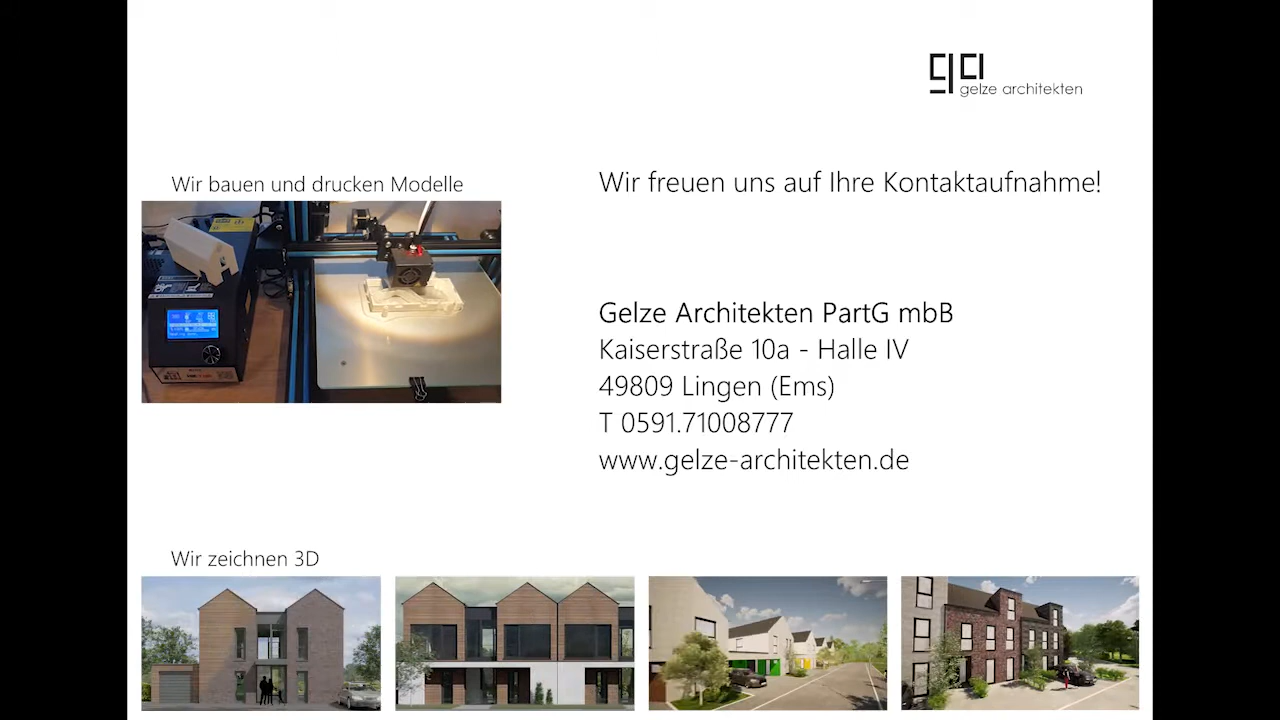 ga
gelze architekten
Wir bauen und drucken Modelle
Wir freuen uns auf Ihre Kontaktaufnahme!
Gelze Architekten PartG mbB
Kaiserstraße 10a - Halle IV
49809 Lingen (Ems)
T 0591.71008777
www.gelze-architekten.de
Wir zeichnen 3D